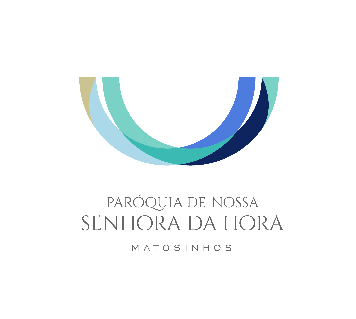 PARÓQUIA DE NOSSA
SENHORA DA HORA
MATOSINHOS